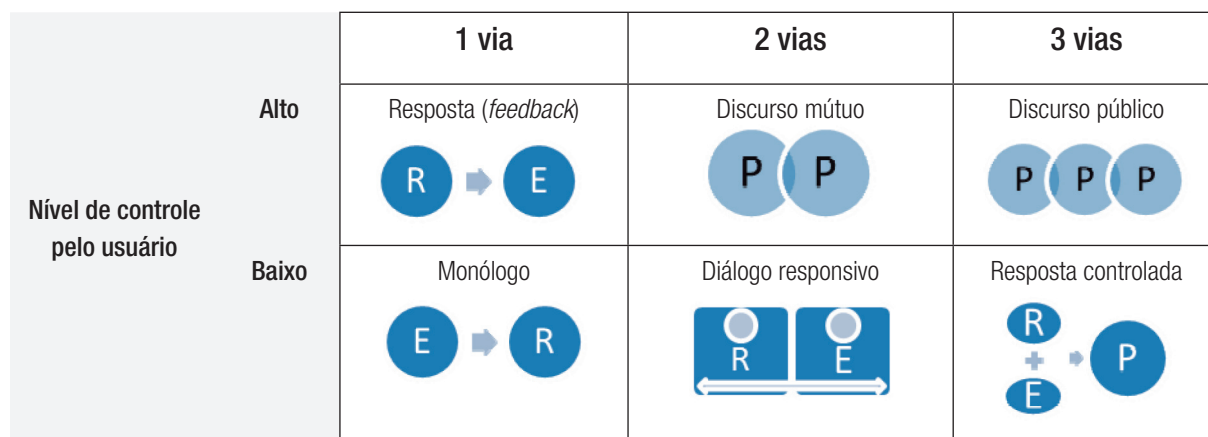 1 via
2 vias
3 vias
Nível de controle
pelo usuário
Alto
Resposta (feedback)
R E
Discurso mútuo
P P
Discurso público
P P P
Baixo
Monólogo
E R
Diálogo responsivo
R E
Resposta controlada
R
+
E
P